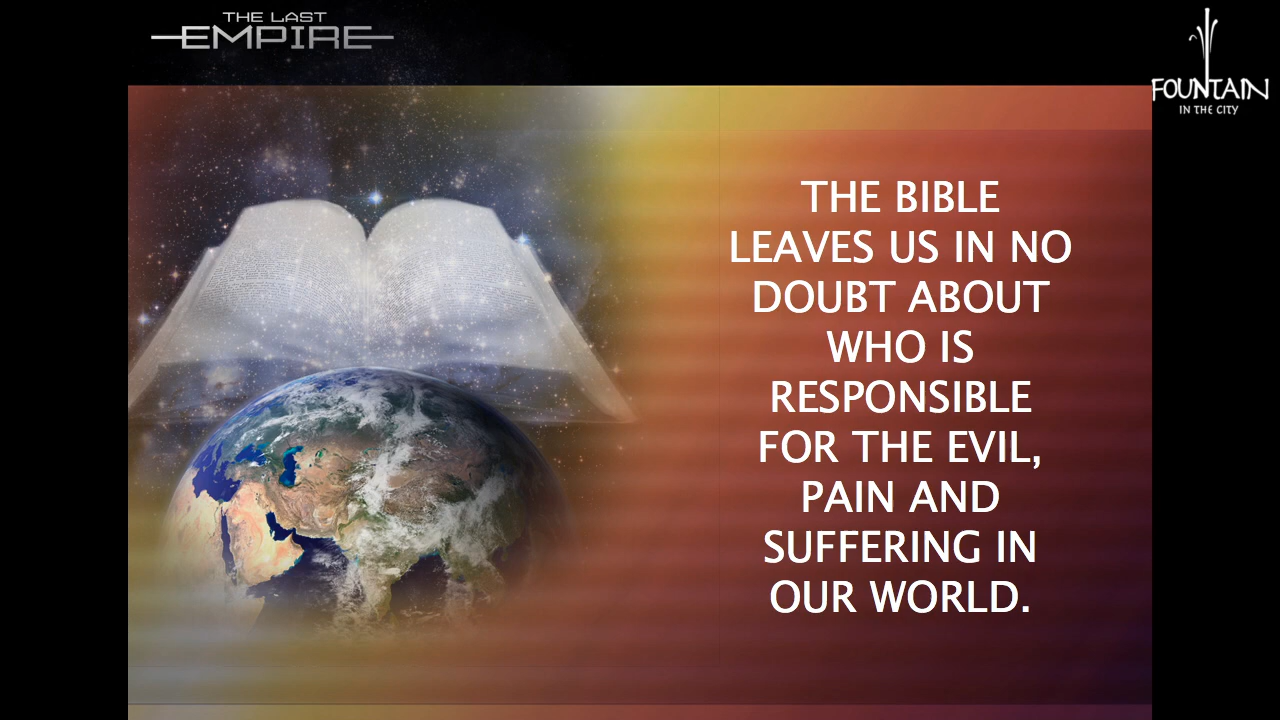 THE LAST
EMPIRE
FOUNTAIN
IN THE CITY
THE BIBLE
LEAVES US IN NO
DOUBT ABOUT
WHO IS
RESPONSIBLE
FOR THE EVIL,
PAIN AND
SUFFERING IN
OUR WORLD.